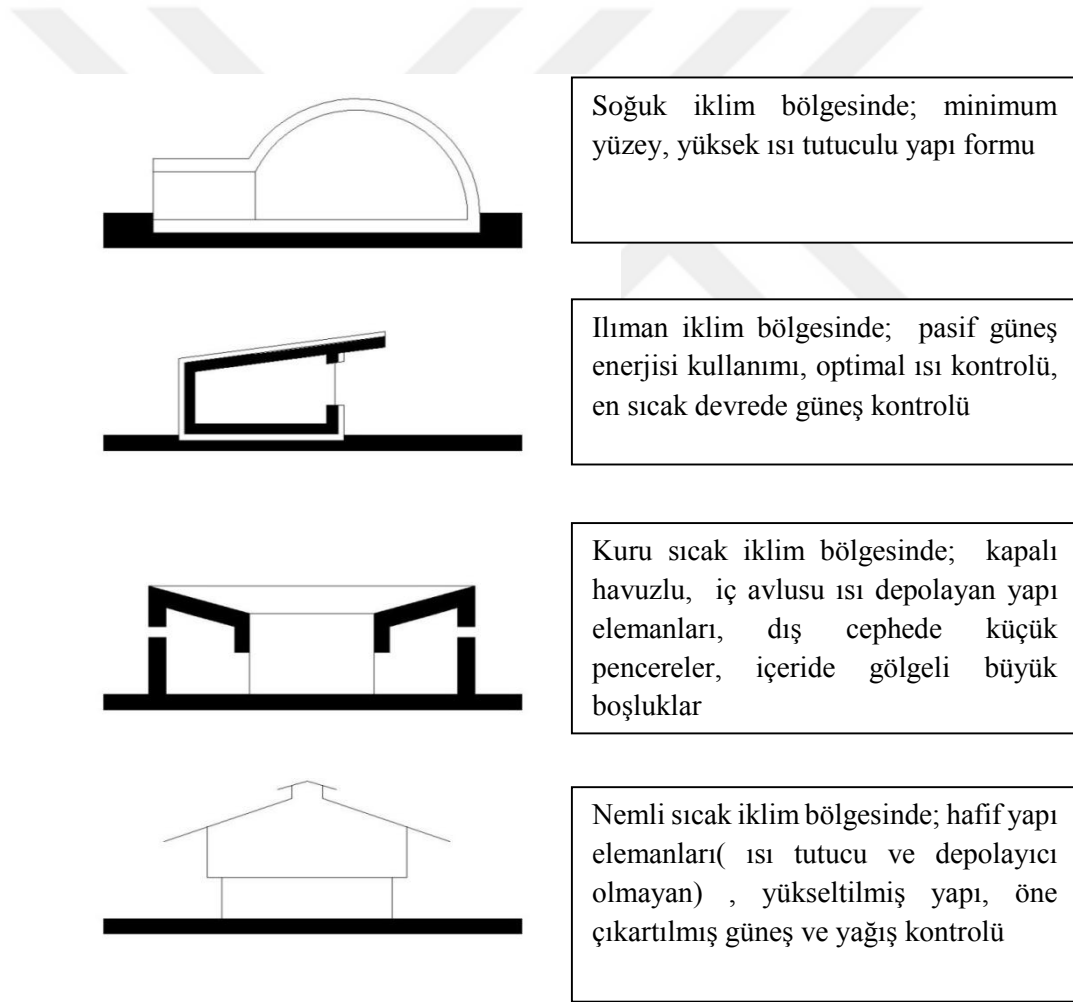 Soğuk iklim bölgesinde; minimum
yüzey, yüksek ısı tutuculu yapı formu
Ilıman iklim bölgesinde; pasif güneş
enerjisi kullanımı, optimal ısı kontrolü,
en sıcak devrede güneş kontrolü
Kuru sıcak iklim bölgesinde; kapalı
havuzlu, iç avlusu ısı depolayan yapı
elemanları, dış cephede küçük
pencereler, içeride gölgeli büyük
boşluklar
Nemli sıcak iklim bölgesinde; hafif yapı
elemanları( ısı tutucu ve depolayıcı
olmayan) , yükseltilmiş yapı, öne
çıkartılmış güneş ve yağış kontrolü